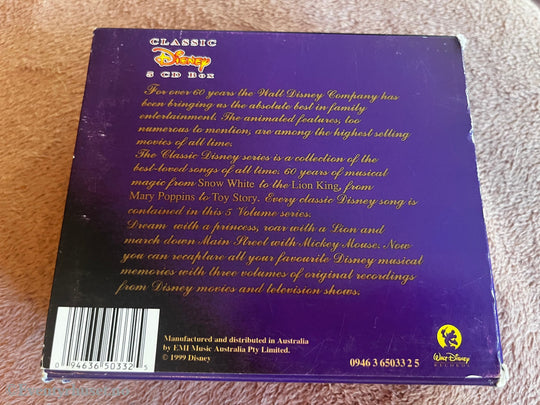 CLASSIC
Disney
5 CD Box
For over 60 years the Walt Disney Company has
been bringing us the absolute best in family
entertainment. The animated features, too
numerous to mention, are among the highest selling
movies of all time.
The Classic Disney series is a collection of the
best-loved songs of all time. 60 years of musical
magic from Snow White to the Lion King, from
Mary Poppins to Toy Story. Every classic Disney song is
contained in this 5 Volume series.
Dream with a princess, roar with a Lion and
march down Main Street with Mickey Mouse. Now
you can recapture all your favourite Disney musical
memories with three volumes of original recordings
from Disney movies and television shows.
Manufactured and distributed in Australia
by EMI Music Australia Pty Limited.
© 1999 Disney
0 94636 50332 5
0946 3 65033 2 5
Walt Disney
RECORDS